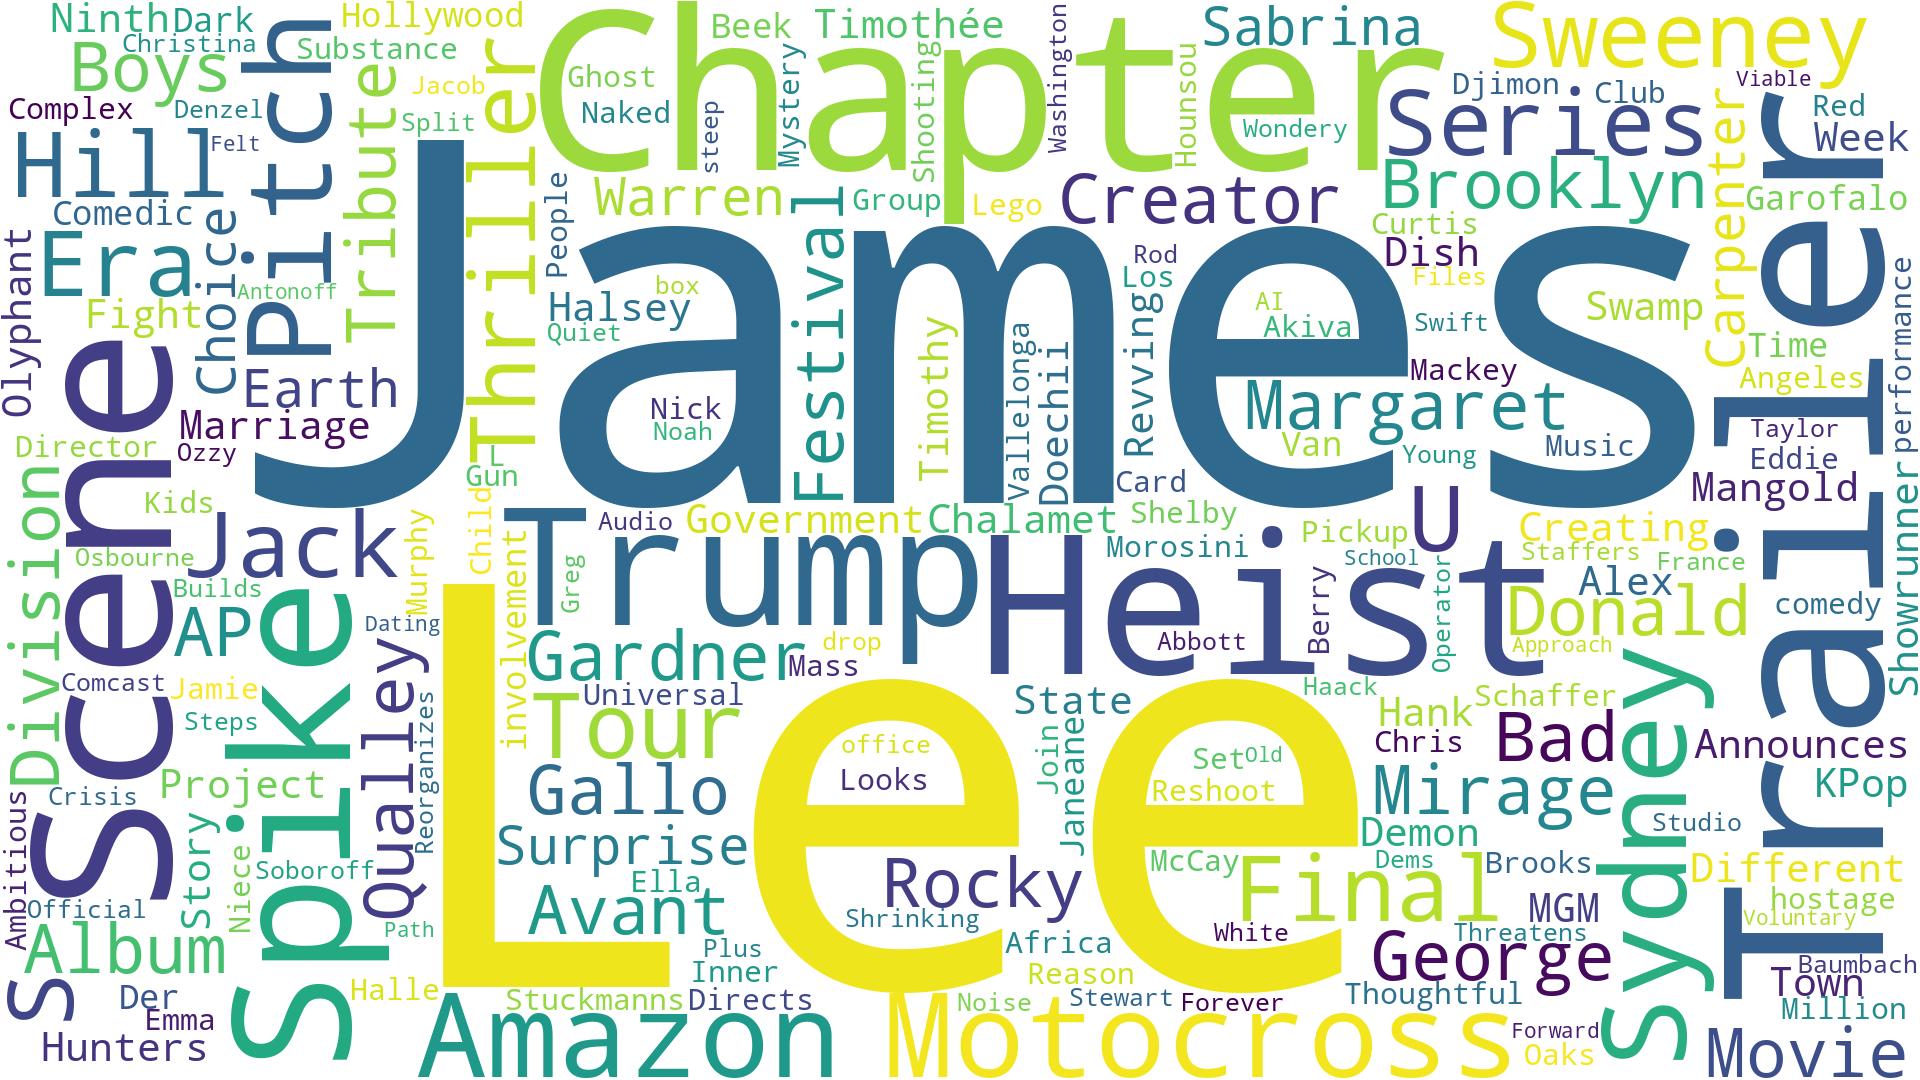 Ninth
Dark
Christina
Boys
Pitch
Hollywood
Substance
Jacob
Split
Complex
Denzel
Felt
Hill
Comedic
Era
Choice
Tribute
Thriller
Chapter
Beek
Timothée
Ghost
Naked
steep
Mystery
Shooting
Washington
Hounsou
Wondery
Sabrina
Sweeney
Djimon
Club
Viable
Red
Week
Series
Carpenter
Trailer
Brooklyn
Garofalo
Warren
Group
Lego
Creator
Curtis
Dish
Files
Swamp
Olyphant
Fight
Antonoff
Earth
Marriage
Director
Ozzy
People
James
Halsey
box
Quiet
Festival
Nick
Noah
Timothy
Vallelonga
Doechii
Revving
Rod
Los
AI
Akiva
Swift
Mackey
Margaret
Van
Young
Music
Time
Angeles
performance
Taylor
Eddie
Mangold
L
Gun
Card
Scene
Division
Kids
Jack
Osbourne
Builds
AP
Spike
Murphy
Child
Dating
Qualley
involvement
Greg
Audio
Government
Chalamet
Shelby
Morosini
Pickup
U
School
Creating
Staffers
France
Alex
Trump
Heist
Berry
Operator
Donald
comedy
Showrunner
Approach
Abbott
Gardner
drop
Mass
Comcast
Jamie
Steps
Reorganizes
Universal
Tour
State
Haack
Schaffer
Hank
Chris
Bad
Sydney
Announces
Lee
office
Looks
Janeane
Join
Set
Old
Reshoot
Mirage
KPop
Project
Crisis
Ambitious
Story
Niece
Soboroff
Gallo
Surprise
Demon
Studio
McCay
Dems
Brooks
Different
hostage
Voluntary
Rocky
Final
Ella
Avant
Shrinking
Official
Album
Path
Africa
White
MGM
Threatens
George
Plus
Inner
Reason
Baumbach
Town
Million
S
Der
Emma
Hunters
Halle
Stuckmanns
Directs
Noise
Stewart
Forever
Thoughtful
Forward
Oaks
Amazon
Motocross
Movie